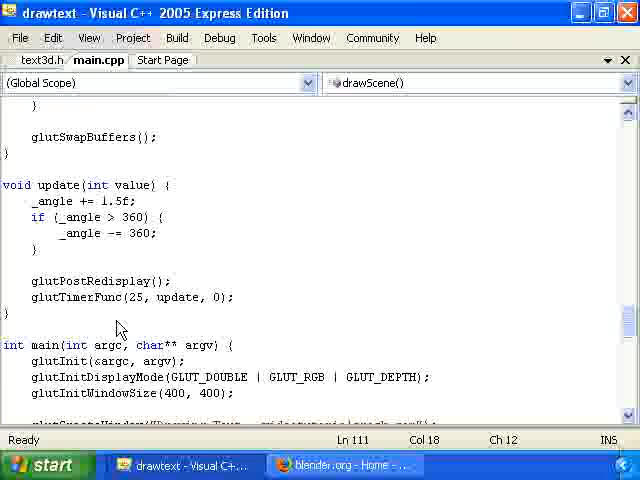 drawtext - Visual C++ 2005 Express Edition
File Edit View Project Build Debug Tools Window Community Help
text3d.h main.cpp Start Page
(Global Scope) drawScene()
}
glutSwapBuffers();
}
void update(int value) {
_angle += 1.5f;
if (_angle > 360) {
_angle -= 360;
}
glutPostRedisplay();
glutTimerFunc(25, update, 0);
}
int main(int argc, char** argv) {
glutInit(&argc, argv);
glutInitDisplayMode(GLUT_DOUBLE | GLUT_RGB | GLUT_DEPTH);
glutInitWindowSize(400, 400);
Ready Ln 111 Col 18 Ch 12 INS
start drawtext - Visual C+... blender.org - Home - ...